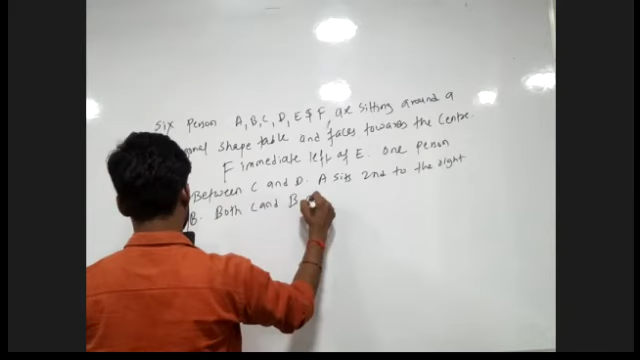 Six Person A, B, C, D, E & F, are sitting around a
onal shape table and faces towards the Centre.
F immediate left of E. One Person
Between C and D. A sits 2nd to the right
B. Both C and B